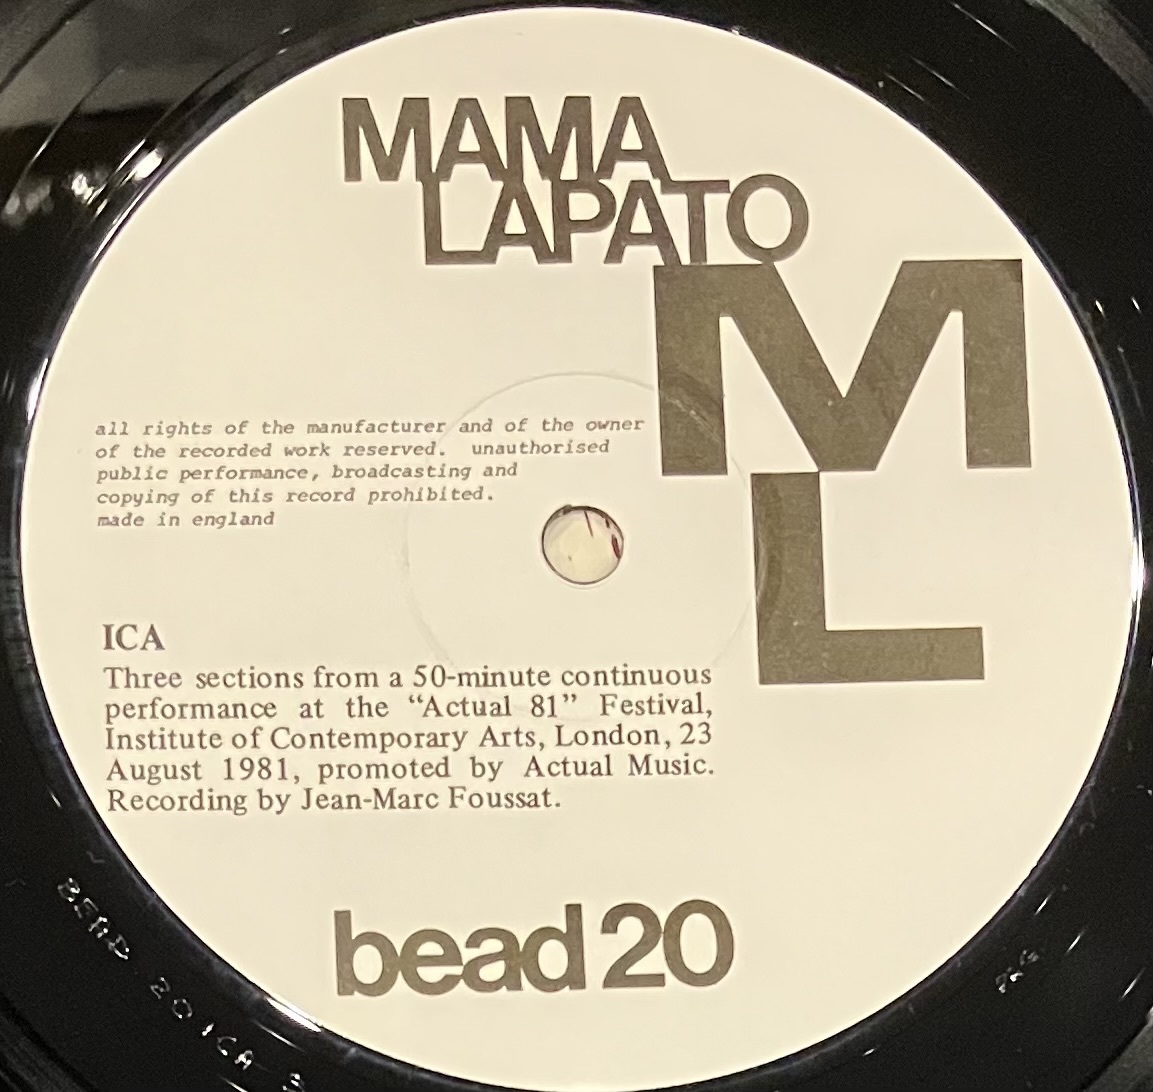 MAMA
LAPATO
ML
all rights of the manufacturer and of the owner
of the recorded work reserved. unauthorised
public performance, broadcasting and
copying of this record prohibited.
made in england
ICA
Three sections from a 50-minute continuous
performance at the “Actual 81” Festival,
Institute of Contemporary Arts, London, 23
August 1981, promoted by Actual Music.
Recording by Jean-Marc Foussat.
bead 20
BEAD 20 ICA